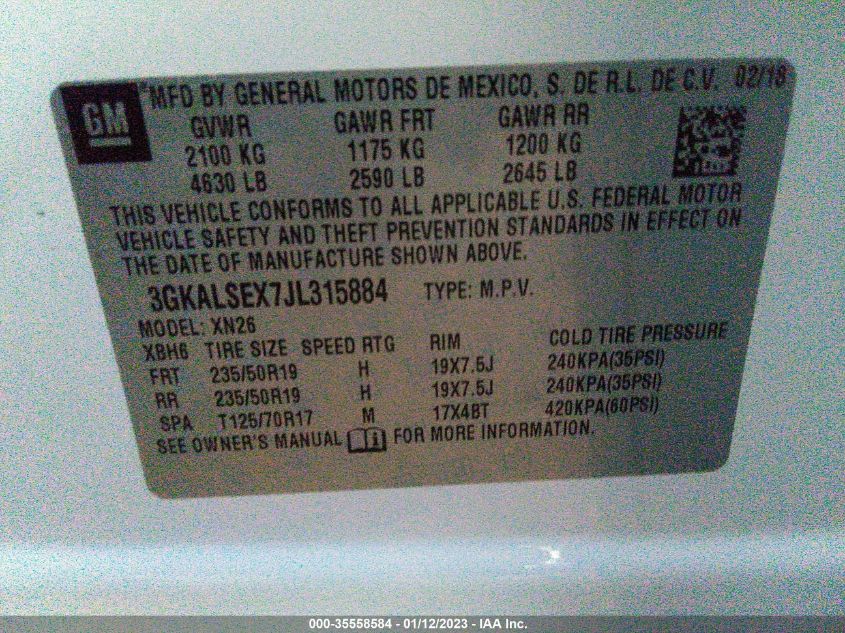 GM MFD BY GENERAL MOTORS DE MEXICO, S. DE R.L. DE C.V. 02/18
GVWR GAWR FRT GAWR RR
2100 KG 1175 KG 1200 KG
4630 LB 2590 LB 2645 LB
THIS VEHICLE CONFORMS TO ALL APPLICABLE U.S. FEDERAL MOTOR
VEHICLE SAFETY AND THEFT PREVENTION STANDARDS IN EFFECT ON
THE DATE OF MANUFACTURE SHOWN ABOVE.
3GKALSEX7JL315884 TYPE: M.P.V.
MODEL: XN26
XBH6 TIRE SIZE SPEED RTG RIM COLD TIRE PRESSURE
FRT 235/50R19 H 19X7.5J 240KPA(35PSI)
RR 235/50R19 H 19X7.5J 240KPA(35PSI)
SPA T125/70R17 M 17X4BT 420KPA(60PSI)
SEE OWNER'S MANUAL FOR MORE INFORMATION.
000-35558584 - 01/12/2023 - IAA Inc.